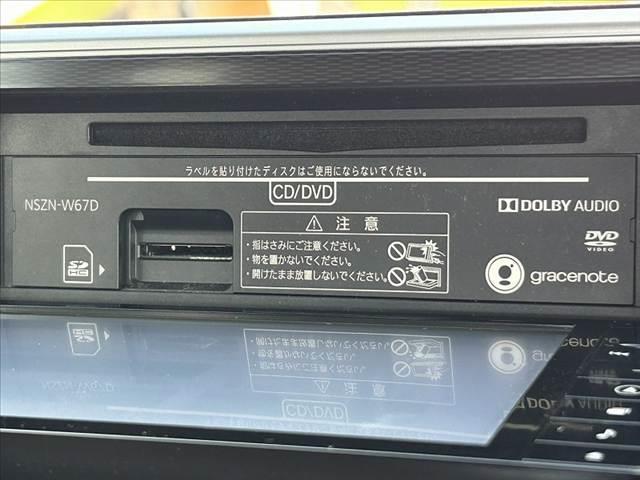 ラベルを貼り付けたディスクはご使用にならないでください。
CD/DVD
NSZN-W67D
DOLBY AUDIO
⚠ 注 意
・指はさみにご注意ください。
・物を置かないでください。
・開けたまま放置しないでください。
SD HC
DVD VIDEO
gracenote